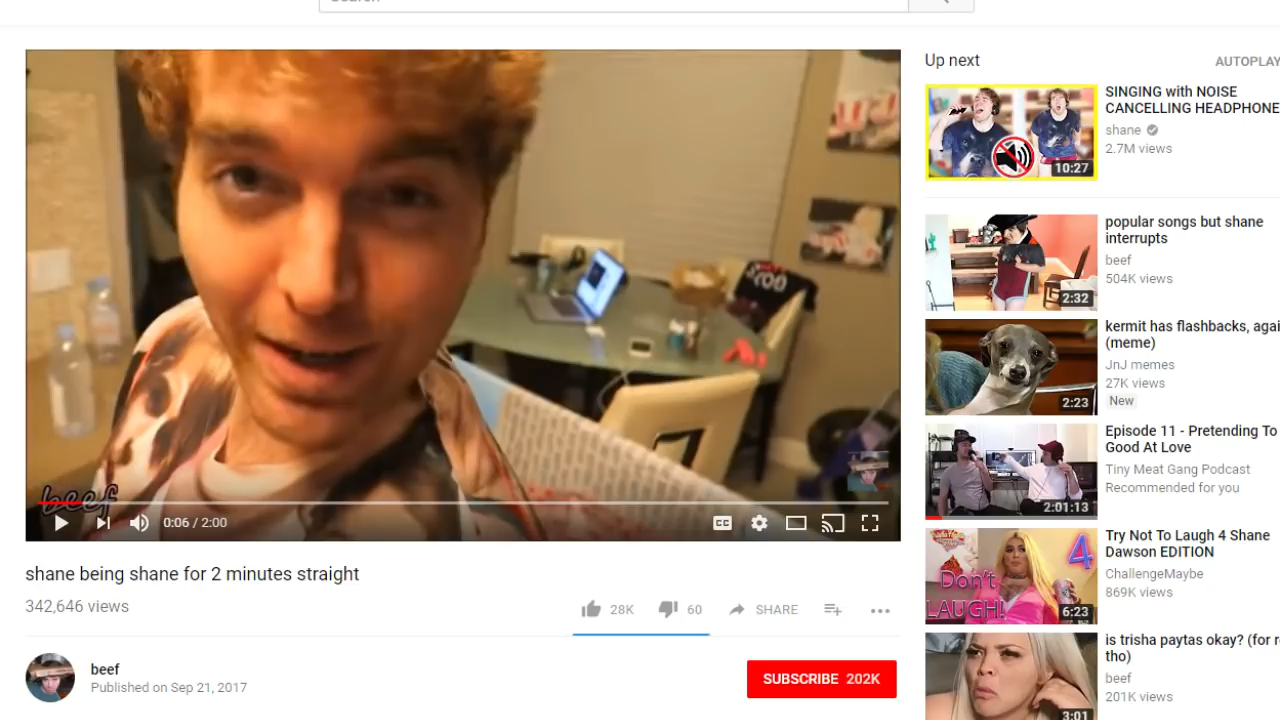 Search
Up next
AUTOPLAY
SINGING with NOISE
CANCELLING HEADPHONE
shane
2.7M views
10:27
popular songs but shane
interrupts
beef
504K views
2:32
kermit has flashbacks, agai
(meme)
JnJ memes
27K views
New
2:23
Episode 11 - Pretending To
Good At Love
Tiny Meat Gang Podcast
Recommended for you
2:01:13
Try Not To Laugh 4 Shane
Dawson EDITION
ChallengeMaybe
869K views
Don't
LAUGH!
4
6:23
is trisha paytas okay? (for r
tho)
beef
201K views
3:01
beef
0:06 / 2:00
CC
shane being shane for 2 minutes straight
342,646 views
28K
60
SHARE
beef
Published on Sep 21, 2017
SUBSCRIBE 202K